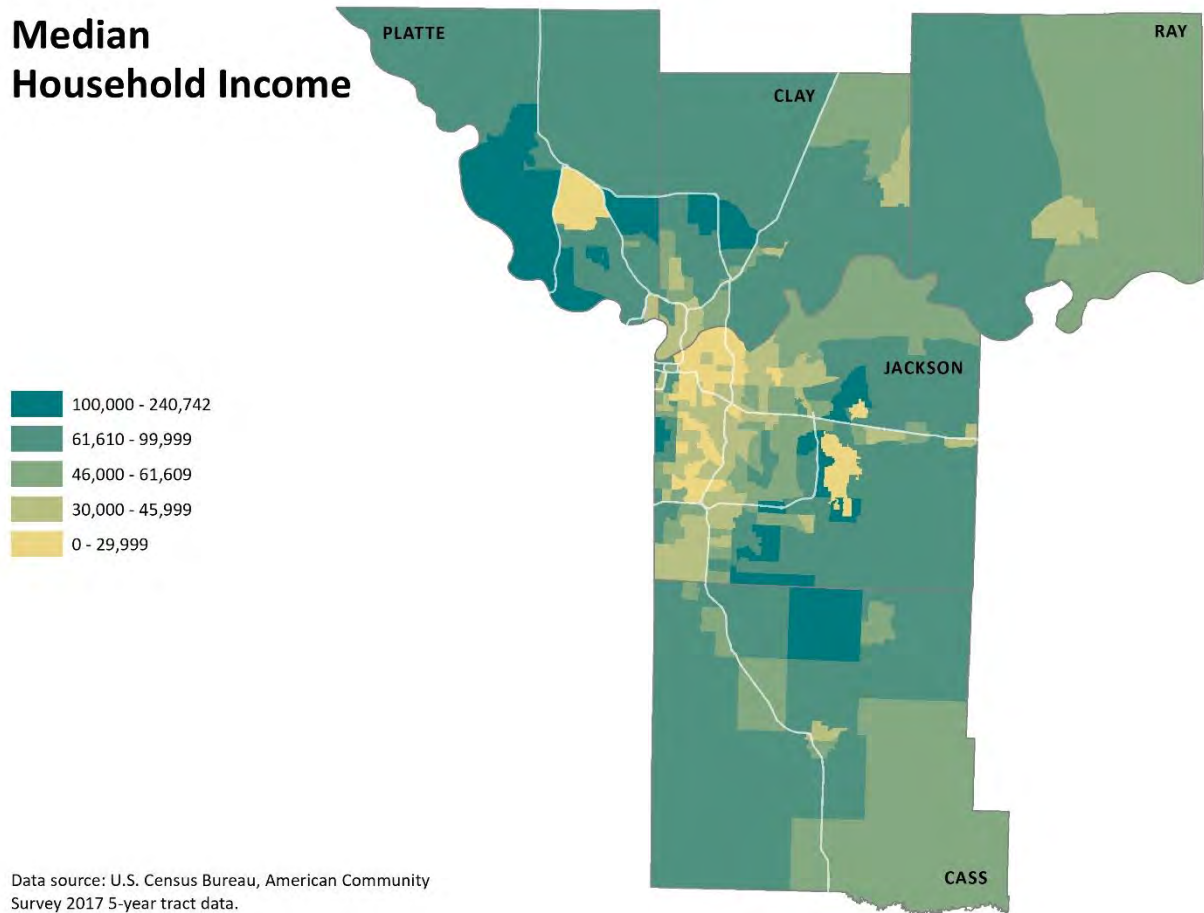 Median
Household Income
PLATTE
RAY
CLAY
JACKSON
100,000 - 240,742
61,610 - 99,999
46,000 - 61,609
30,000 - 45,999
0 - 29,999
CASS
Data source: U.S. Census Bureau, American Community
Survey 2017 5-year tract data.